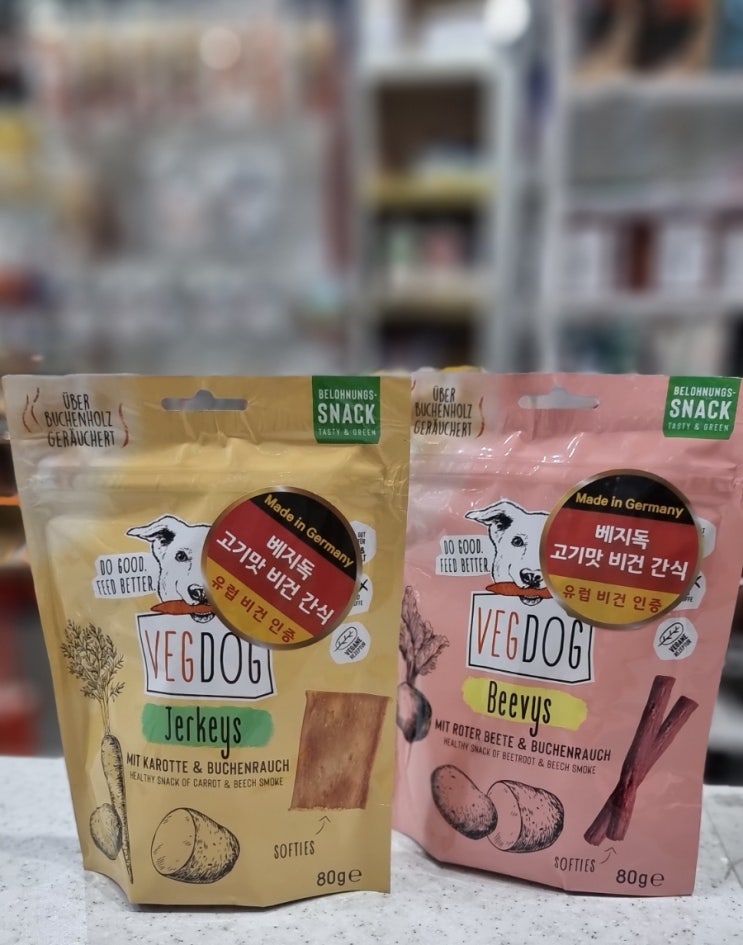 ÜBER
BUCHENHOLZ
GERÄUCHERT
BELOHNUNGS-
SNACK
TASTY & GREEN
Made in Germany
베지독
고기맛 비건 간식
유럽 비건 인증
DO GOOD.
FEED BETTER.
VEGDOG
VEGANE
REZEPTUR
Jerkeys
MIT KAROTTE & BUCHENRAUCH
HEALTHY SNACK OF CARROT & BEECH SMOKE
SOFTIES
80g℮
ÜBER
BUCHENHOLZ
GERÄUCHERT
BELOHNUNGS-
SNACK
TASTY & GREEN
Made in Germany
베지독
고기맛 비건 간식
유럽 비건 인증
DO GOOD.
FEED BETTER
VEGDOG
VEGANE
REZEPTUR
Beevys
MIT ROTER BEETE & BUCHENRAUCH
HEALTHY SNACK OF BEETROOT & BEECH SMOKE
SOFTIES
80g℮